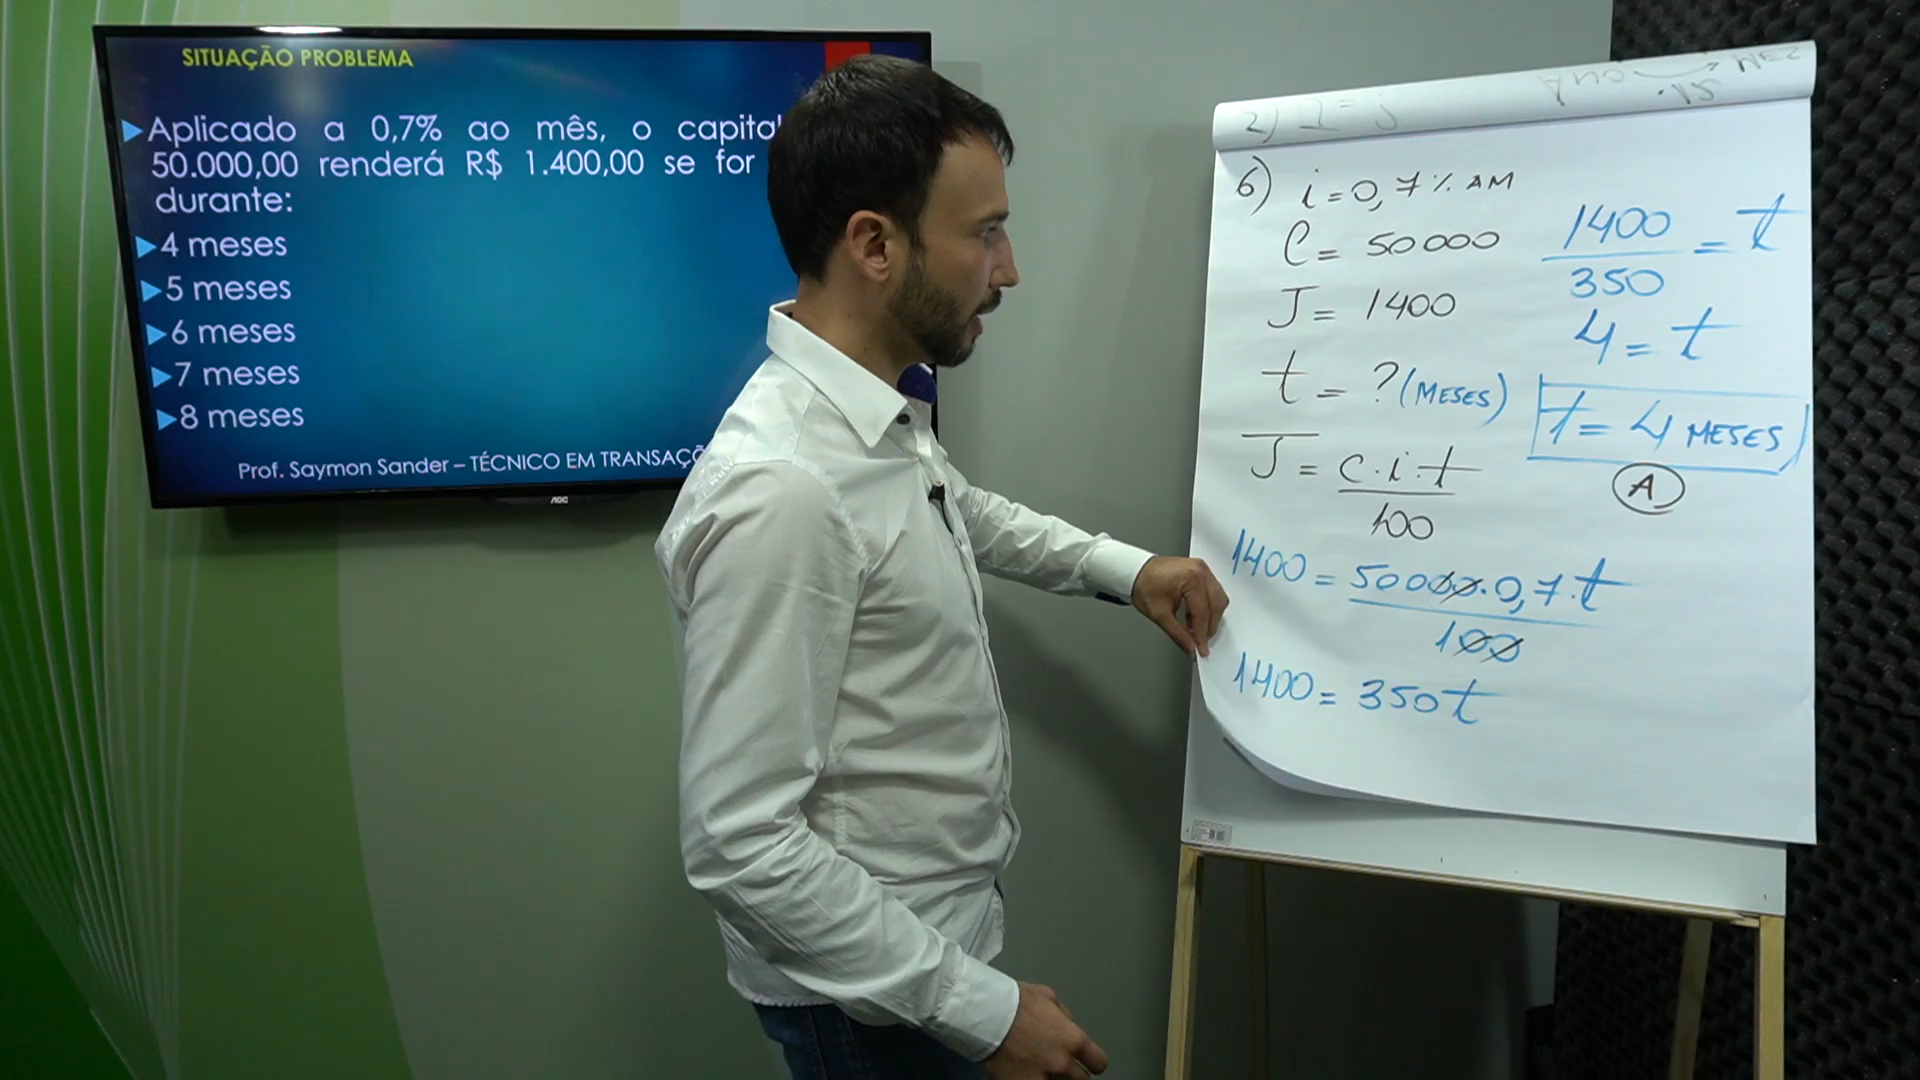 SITUAÇÃO PROBLEMA
Aplicado a 0,7% ao mês, o capital
50.000,00 renderá R$ 1.400,00 se for
durante:
4 meses
5 meses
6 meses
7 meses
8 meses
Prof. Saymon Sander – TÉCNICO EM
AOC
6) i = 0,7 % AM
C = 50000
J = 1400
t = ? (MESES)
J = c.i.t
100
1400 = 50000.0,7.t
100
1400 = 350t
1400 = t
350
4 = t
t = 4 MESES
A